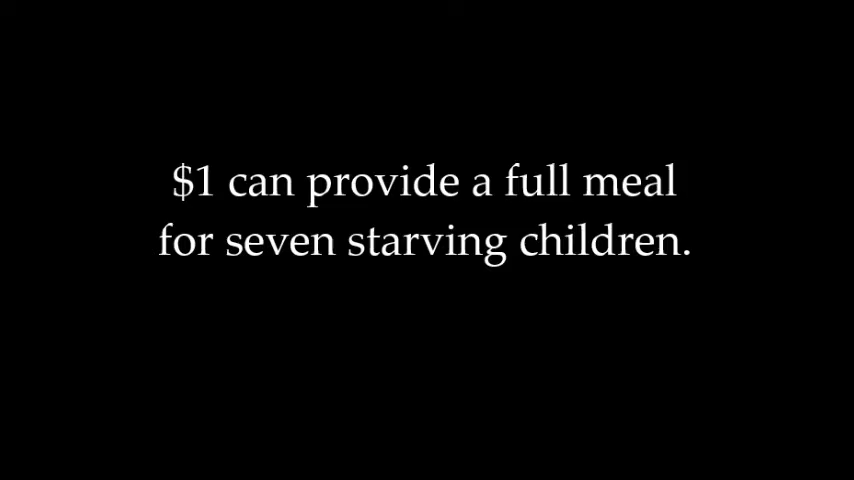 $1 can provide a full meal
for seven starving children.